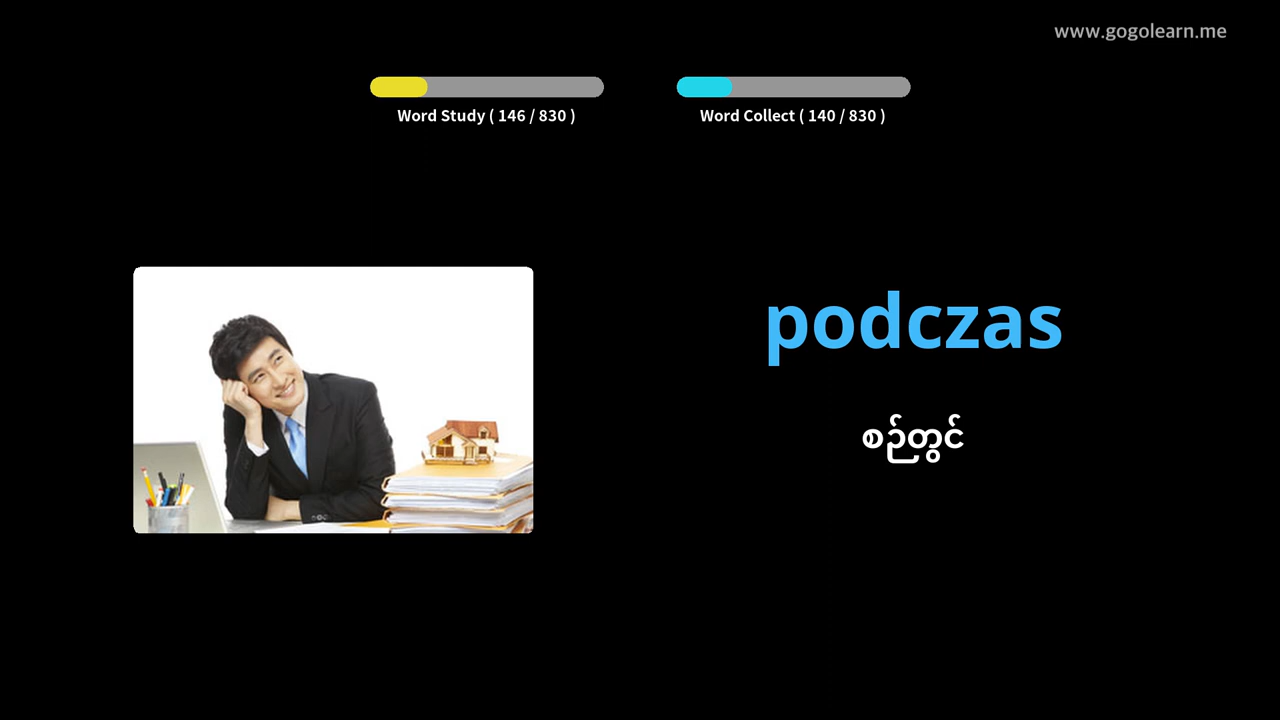 www.gogolearn.me
Word Study ( 146 / 830 )
Word Collect ( 140 / 830 )
podczas
စဉ်တွင်